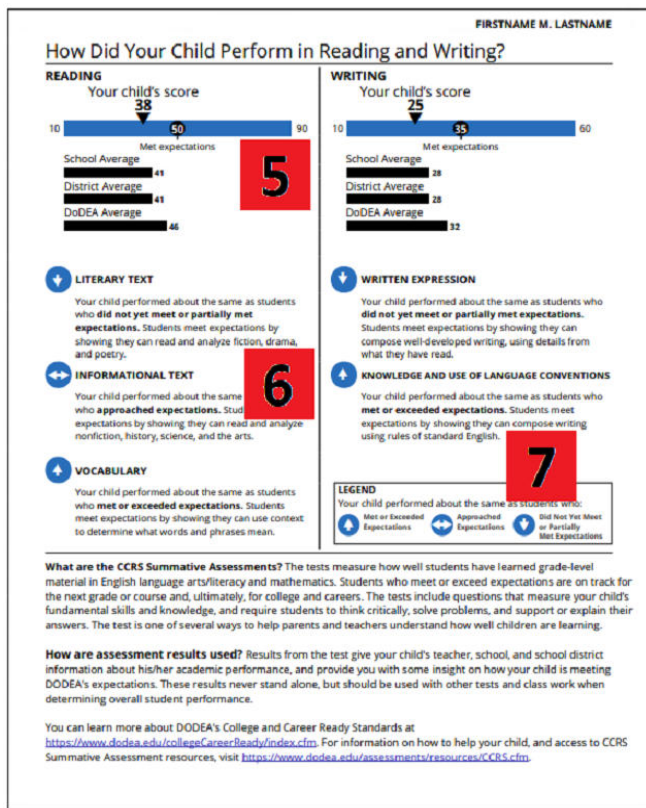 FIRSTNAME M. LASTNAME
How Did Your Child Perform in Reading and Writing?
READING
Your child's score
38
10
50
90
Met expectations
School Average
41
District Average
41
DoDEA Average
46
5
LITERARY TEXT
Your child performed about the same as students
who did not yet meet or partially met
expectations. Students meet expectations by
showing they can read and analyze fiction, drama,
and poetry.
INFORMATIONAL TEXT
Your child performed about the same
who approached expectations. Stud
expectations by showing they can read and analyze
nonfiction, history, science, and the arts.
6
VOCABULARY
Your child performed about the same as students
who met or exceeded expectations. Students
meet expectations by showing they can use context
to determine what words and phrases mean.
WRITING
Your child's score
25
10
35
60
Met expectations
School Average
28
District Average
28
DoDEA Average
32
WRITTEN EXPRESSION
Your child performed about the same as students who
did not yet meet or partially met expectations.
Students meet expectations by showing they can
compose well-developed writing, using details from
what they have read.
KNOWLEDGE AND USE OF LANGUAGE CONVENTIONS
Your child performed about the same as students who
met or exceeded expectations. Students meet
expectations by showing they can compose writing
using rules of standard English.
7
LEGEND
Your child performed about the same as students who:
Met or Exceeded
Expectations
Approached
Expectations
Did Not Yet Meet
or Partially
Met Expectations
What are the CCRS Summative Assessments? The tests measure how well students have learned grade-level
material in English language arts/literacy and mathematics. Students who meet or exceed expectations are on track for
the next grade or course and, ultimately, for college and careers. The tests include questions that measure your child's
fundamental skills and knowledge, and require students to think critically, solve problems, and support or explain their
answers. The test is one of several ways to help parents and teachers understand how well children are learning.
How are assessment results used? Results from the test give your child's teacher, school, and school district
information about his/her academic performance, and provide you with some insight on how your child is meeting
DODEA's expectations. These results never stand alone, but should be used with other tests and class work when
determining overall student performance.
You can learn more about DODEA's College and Career Ready Standards at
https://www.dodea.edu/collegeCareerReady/index.cfm. For information on how to help your child, and access to CCRS
Summative Assessment resources, visit https://www.dodea.edu/assessments/resources/CCRS.cfm.